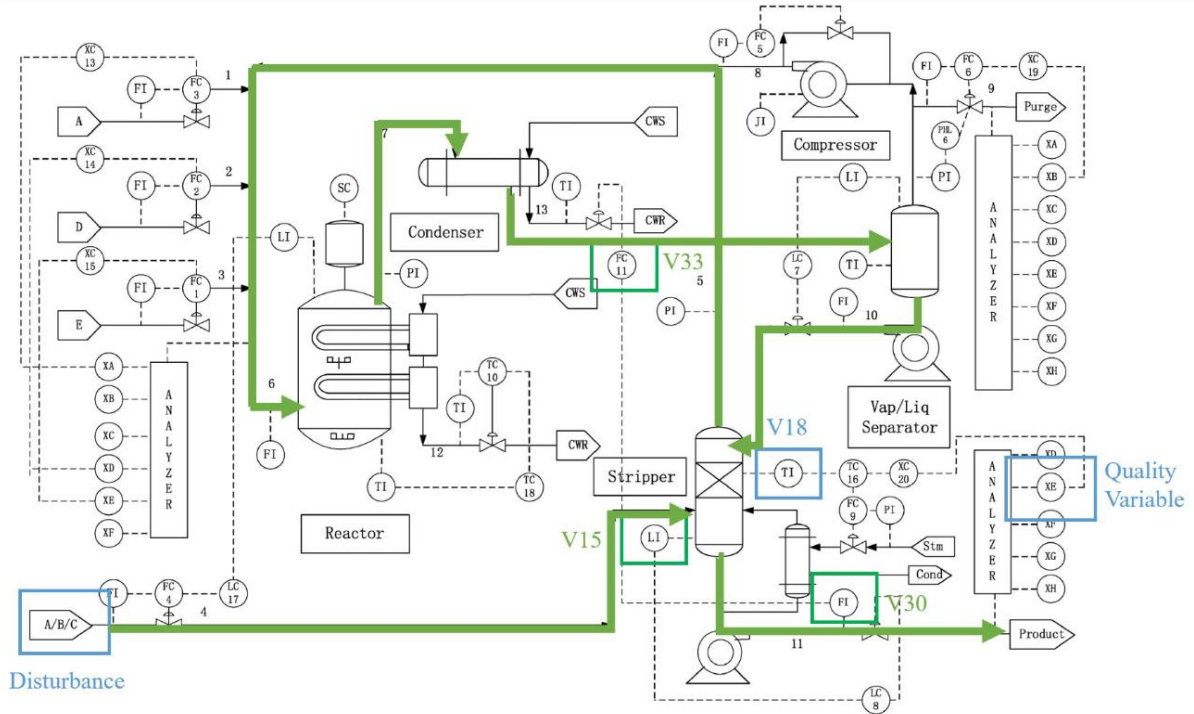 XC
13
FI
FC
3
1
A
XC
14
FI
FC
2
2
D
XC
15
FI
FC
1
3
E
LI
SC
7
CWS
TI
13
CWR
Condenser
FC
11
V33
PI
CWS
TC
10
TI
12
CWR
6
FI
TI
TC
18
Reactor
XA
XB
XC
XD
XE
XF
ANALYZER
FI
FC
5
8
JI
Compressor
FI
FC
6
XC
19
9
Purge
PHL
6
PI
LI
LC
7
TI
5
PI
FI
10
Vap/Liq
Separator
ANALYZER
XA
XB
XC
XD
XE
XF
XG
XH
V18
TI
TC
16
XC
20
Stripper
FC
9
PI
Stm
Cond
V15
LI
V30
FI
11
LC
8
ANALYZER
XD
XE
XF
XG
XH
Quality
Variable
Product
A/B/C
FI
FC
4
LC
17
4
Disturbance